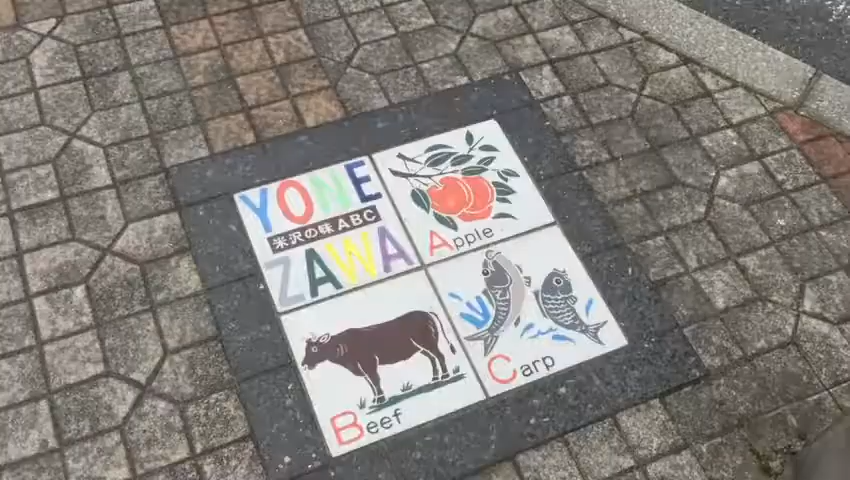 YONE
米沢の味ABC
ZAWA
Apple
Beef
Carp